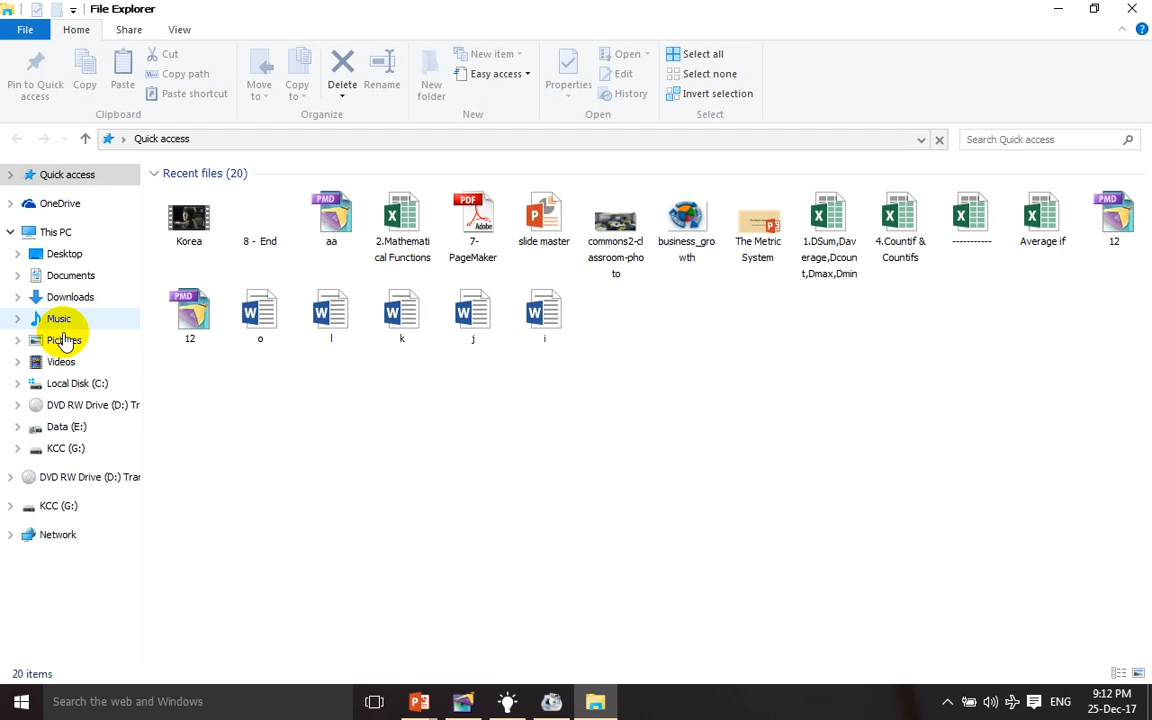 File Explorer
File Home Share View
Pin to Quick access
Copy
Paste
Cut
Copy path
Paste shortcut
Clipboard
Move to
Copy to
Delete
Rename
Organize
New folder
New item
Easy access
New
Properties
Open
Edit
History
Open
Select all
Select none
Invert selection
Select
Quick access
Search Quick access
Quick access
OneDrive
This PC
Desktop
Documents
Downloads
Music
Pictures
Videos
Local Disk (C:)
DVD RW Drive (D:) Tr
Data (E:)
KCC (G:)
DVD RW Drive (D:) Tran
KCC (G:)
Network
Recent files (20)
Korea
8 - End
PMD
aa
2.Mathemati
cal Functions
PDF
Adobe
7-
PageMaker
slide master
commons2-cl
assroom-pho
to
business_gro
wth
The Metric
System
1.DSum,Dav
erage,Dcoun
t,Dmax,Dmin
4.Countif &
Countifs
-----------
Average if
PMD
12
PMD
12
o
l
k
j
i
20 items
Search the web and Windows
ENG
9:12 PM
25-Dec-17